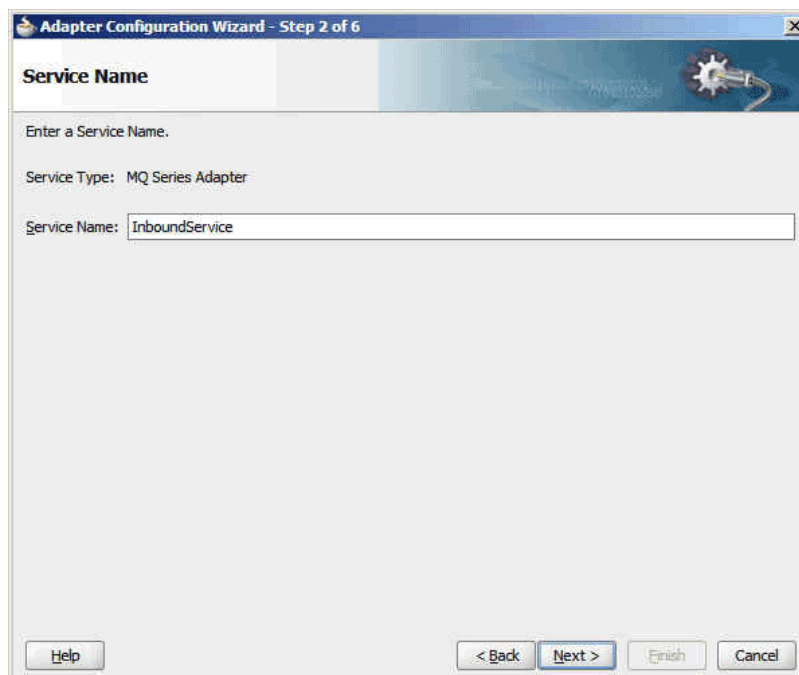 Adapter Configuration Wizard - Step 2 of 6
Service Name
Enter a Service Name.
Service Type: MQ Series Adapter
Service Name: InboundService
Help < Back Next > Finish Cancel